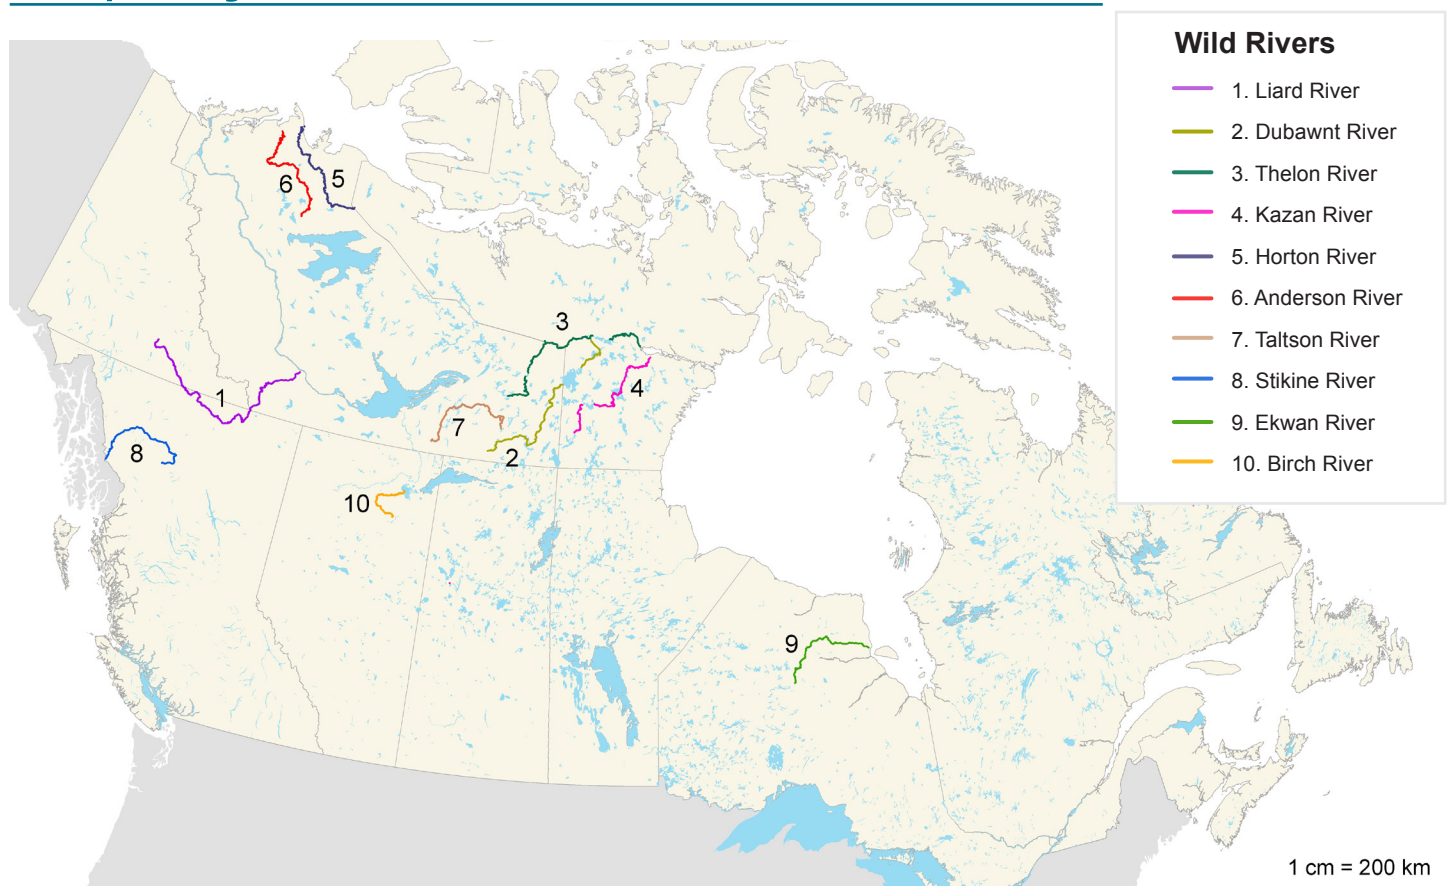 Wild Rivers
1. Liard River
2. Dubawnt River
3. Thelon River
4. Kazan River
5. Horton River
6. Anderson River
7. Taltson River
8. Stikine River
9. Ekwan River
10. Birch River
5
6
3
4
1
7
8
2
10
9
1 cm = 200 km